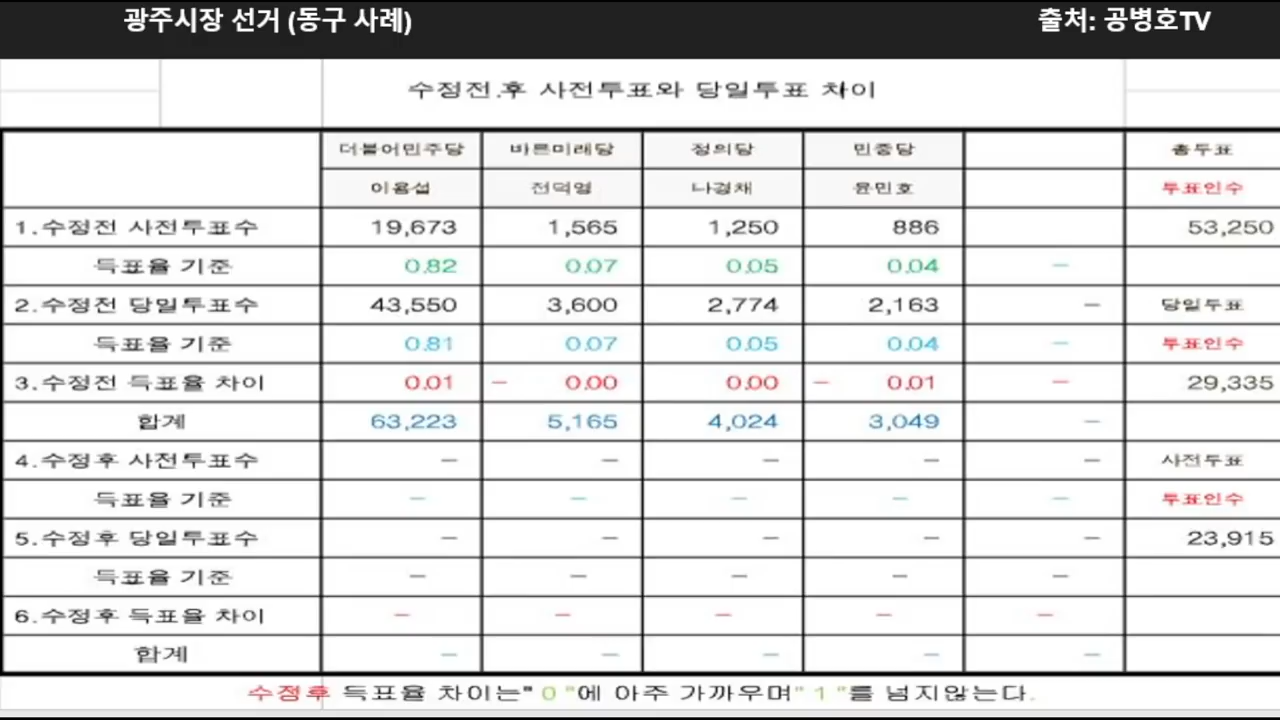 광주시장 선거 (동구 사례) 출처: 공병호TV
수정전.후 사전투표와 당일투표 차이
더불어민주당 바른미래당 정의당 민중당 총투표
이용섭 전덕영 나경채 윤민호 투표인수
1.수정전 사전투표수 19,673 1,565 1,250 886 53,250
득표율 기준 0.82 0.07 0.05 0.04 -
2.수정전 당일투표수 43,550 3,600 2,774 2,163 - 당일투표
득표율 기준 0.81 0.07 0.05 0.04 - 투표인수
3.수정전 득표율 차이 0.01 - 0.00 0.00 - 0.01 - 29,335
합계 63,223 5,165 4,024 3,049 -
4.수정후 사전투표수 - - - - - 사전투표
득표율 기준 - - - - - 투표인수
5.수정후 당일투표수 - - - - - 23,915
득표율 기준 - - - - -
6.수정후 득표율 차이 - - - - -
합계 - - - - -
수정후 득표율 차이는" 0 "에 아주 가까우며" 1 "를 넘지않는다.